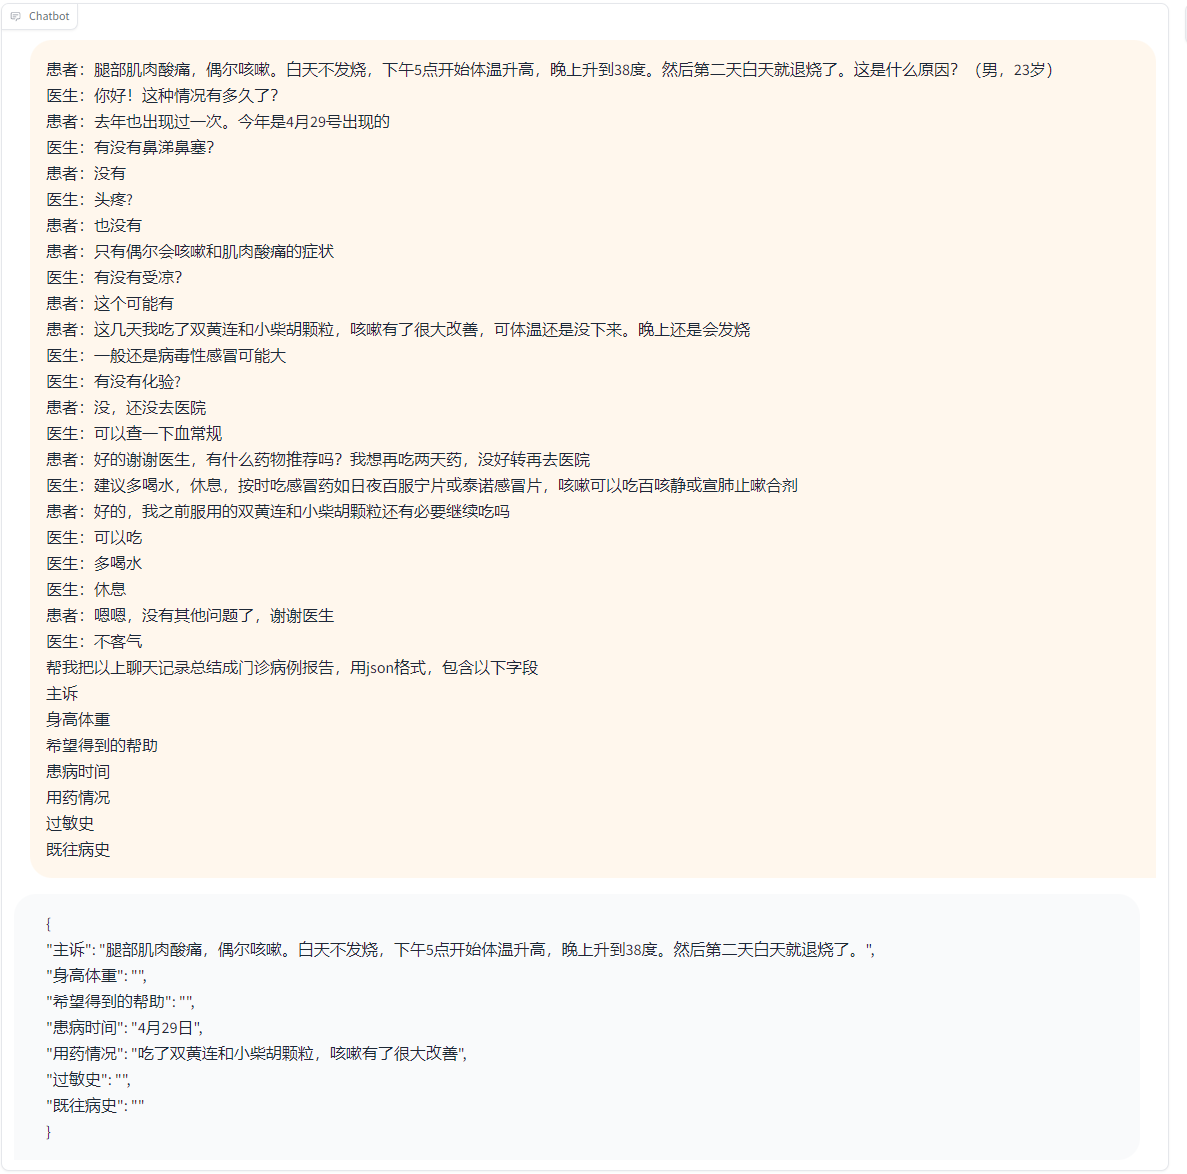 Chatbot
患者：腿部肌肉酸痛，偶尔咳嗽。白天不发烧，下午5点开始体温升高，晚上升到38度。然后第二天白天就退烧了。这是什么原因？（男，23岁）
医生：你好！这种情况有多久了？
患者：去年也出现过一次。今年是4月29号出现的
医生：有没有鼻涕鼻塞？
患者：没有
医生：头疼？
患者：也没有
患者：只有偶尔会咳嗽和肌肉酸痛的症状
医生：有没有受凉？
患者：这个可能有
患者：这几天我吃了双黄连和小柴胡颗粒，咳嗽有了很大改善，可体温还是没下来。晚上还是会发烧
医生：一般还是病毒性感冒可能大
医生：有没有化验？
患者：没，还没去医院
医生：可以查一下血常规
患者：好的谢谢医生，有什么药物推荐吗？我想再吃两天药，没好转再去医院
医生：建议多喝水，休息，按时吃感冒药如日夜百服宁片或泰诺感冒片，咳嗽可以吃百咳静或宣肺止嗽合剂
患者：好的，我之前服用的双黄连和小柴胡颗粒还有必要继续吃吗
医生：可以吃
医生：多喝水
医生：休息
患者：嗯嗯，没有其他问题了，谢谢医生
医生：不客气
帮我把以上聊天记录总结成门诊病例报告，用json格式，包含以下字段
主诉
身高体重
希望得到的帮助
患病时间
用药情况
过敏史
既往病史
{
"主诉": "腿部肌肉酸痛，偶尔咳嗽。白天不发烧，下午5点开始体温升高，晚上升到38度。然后第二天白天就退烧了。",
"身高体重": "",
"希望得到的帮助": "",
"患病时间": "4月29日",
"用药情况": "吃了双黄连和小柴胡颗粒，咳嗽有了很大改善",
"过敏史": "",
"既往病史": ""
}